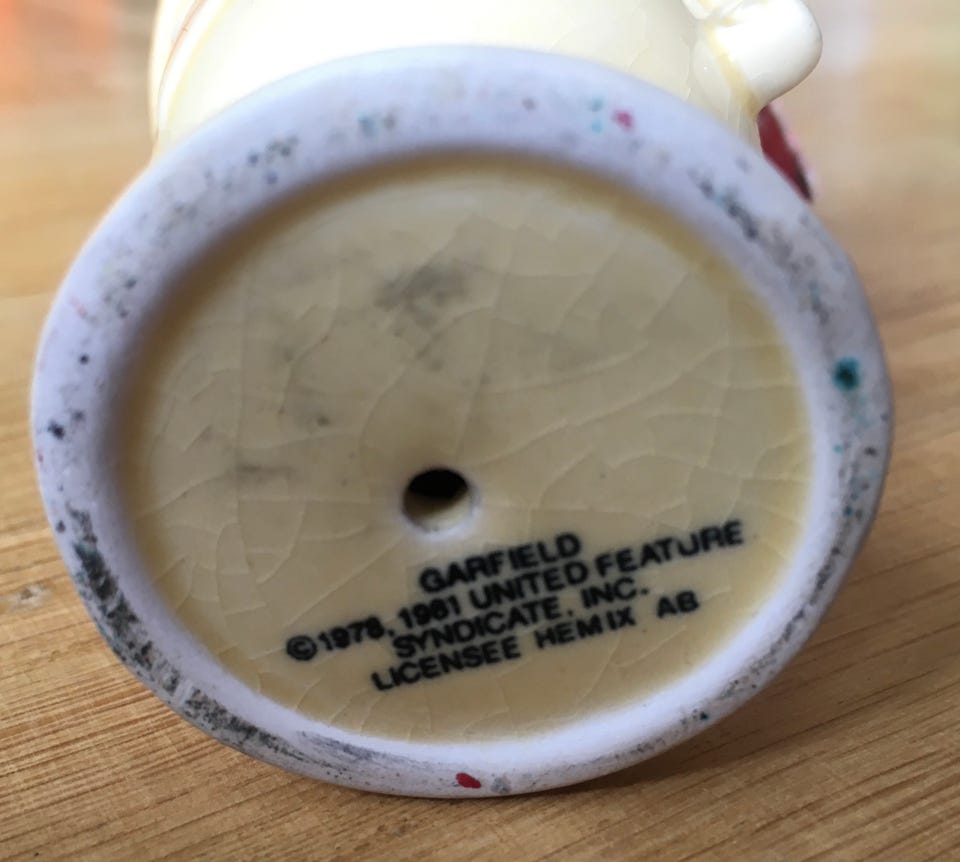 GARFIELD
©1978, 1981 UNITED FEATURE
SYNDICATE, INC.
LICENSEE HEMIX AB